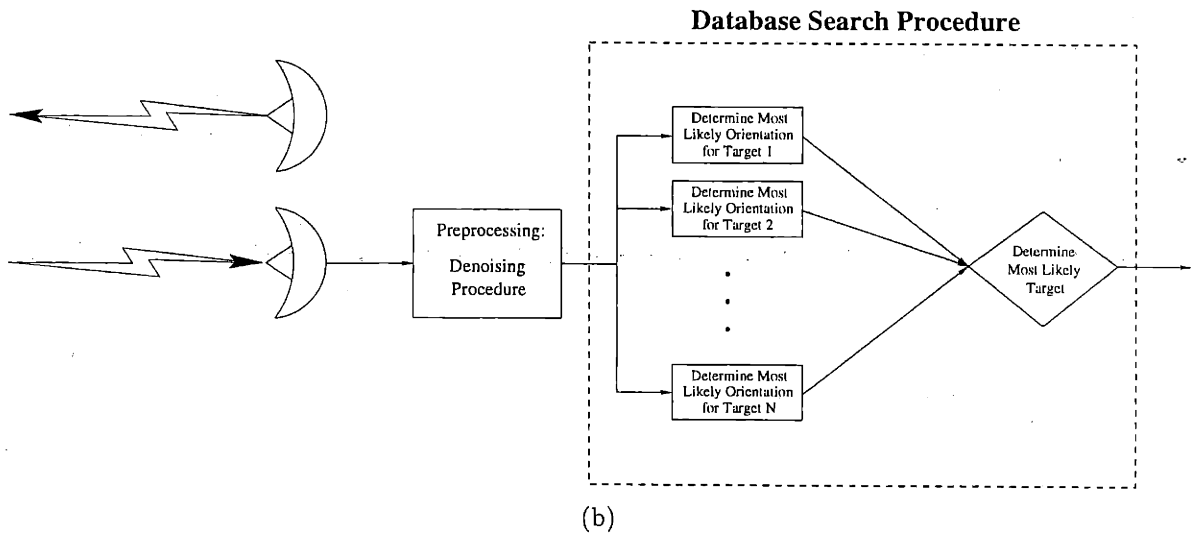 Database Search Procedure
Determine Most
Likely Orientation
for Target 1
Determine Most
Likely Orientation
for Target 2
Preprocessing:
Denoising
Procedure
Determine
Most Likely
Target
Determine Most
Likely Orientation
for Target N
(b)